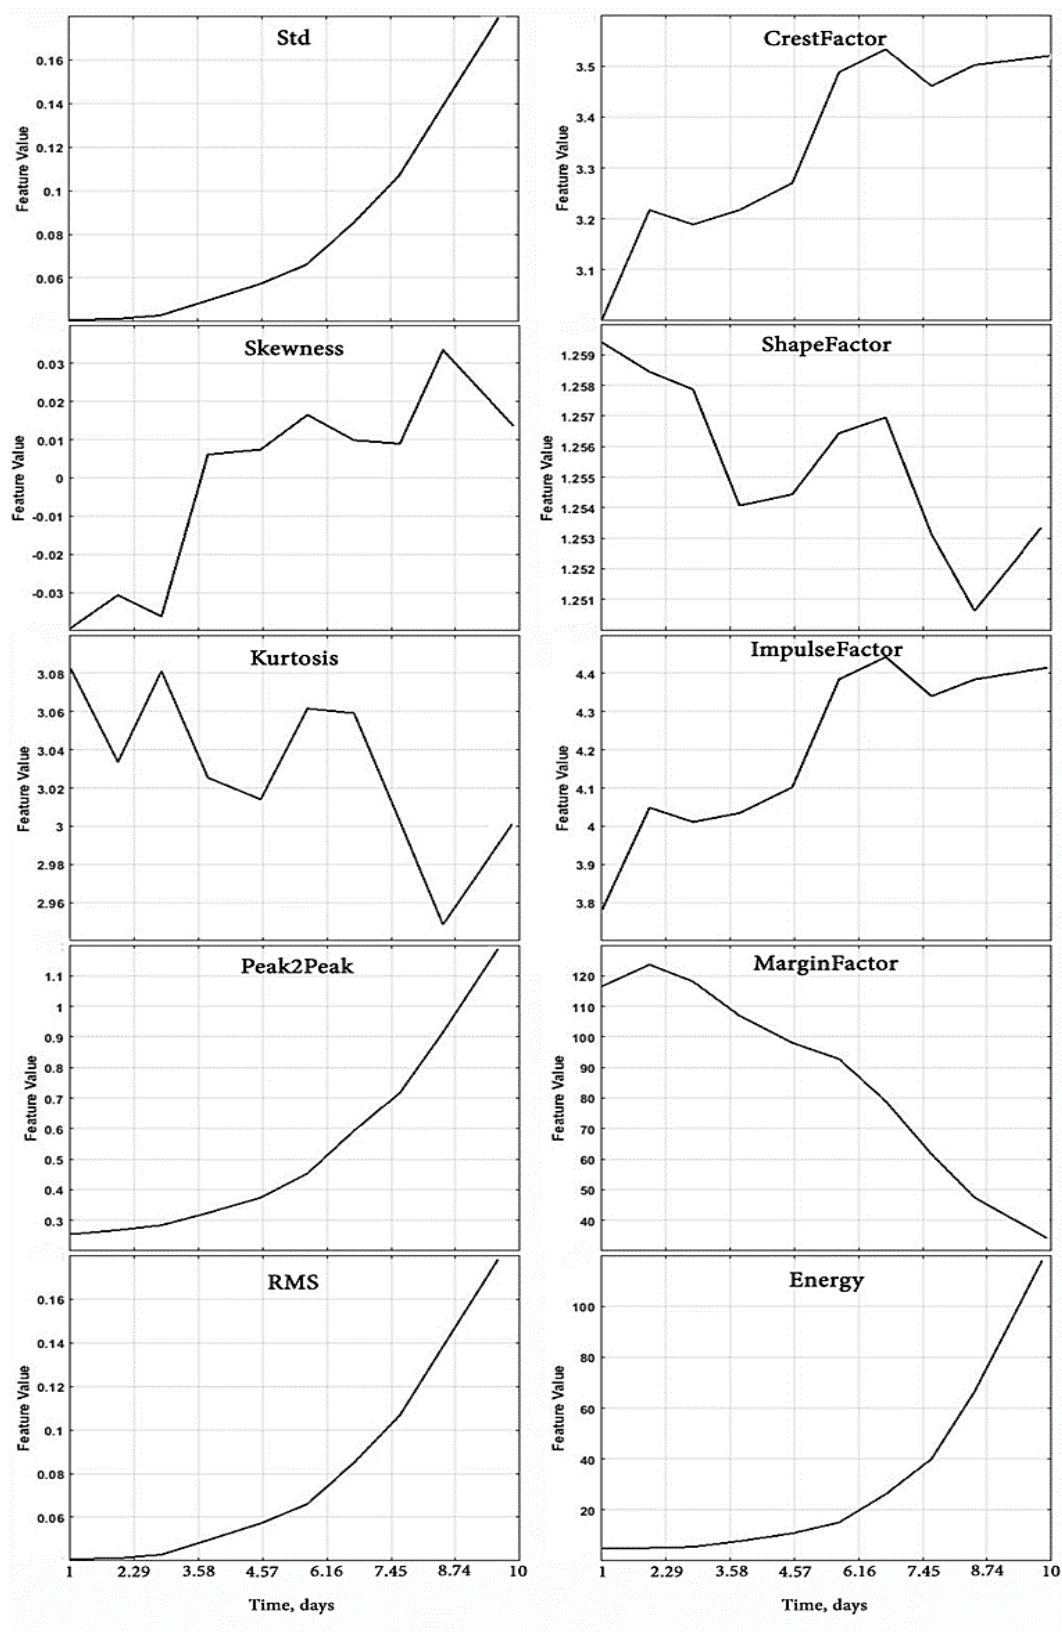 Std
Feature Value
0.16
0.14
0.12
0.1
0.08
0.06
CrestFactor
Feature Value
3.5
3.4
3.3
3.2
3.1
Skewness
Feature Value
0.03
0.02
0.01
0
-0.01
-0.02
-0.03
ShapeFactor
Feature Value
1.259
1.258
1.257
1.256
1.255
1.254
1.253
1.252
1.251
Kurtosis
Feature Value
3.08
3.06
3.04
3.02
3
2.98
2.96
ImpulseFactor
Feature Value
4.4
4.3
4.2
4.1
4
3.9
3.8
Peak2Peak
Feature Value
1.1
1
0.9
0.8
0.7
0.6
0.5
0.4
0.3
MarginFactor
Feature Value
120
110
100
90
80
70
60
50
40
RMS
Feature Value
0.16
0.14
0.12
0.1
0.08
0.06
1 2.29 3.58 4.57 6.16 7.45 8.74 10
Time, days
Energy
Feature Value
100
80
60
40
20
1 2.29 3.58 4.57 6.16 7.45 8.74 10
Time, days